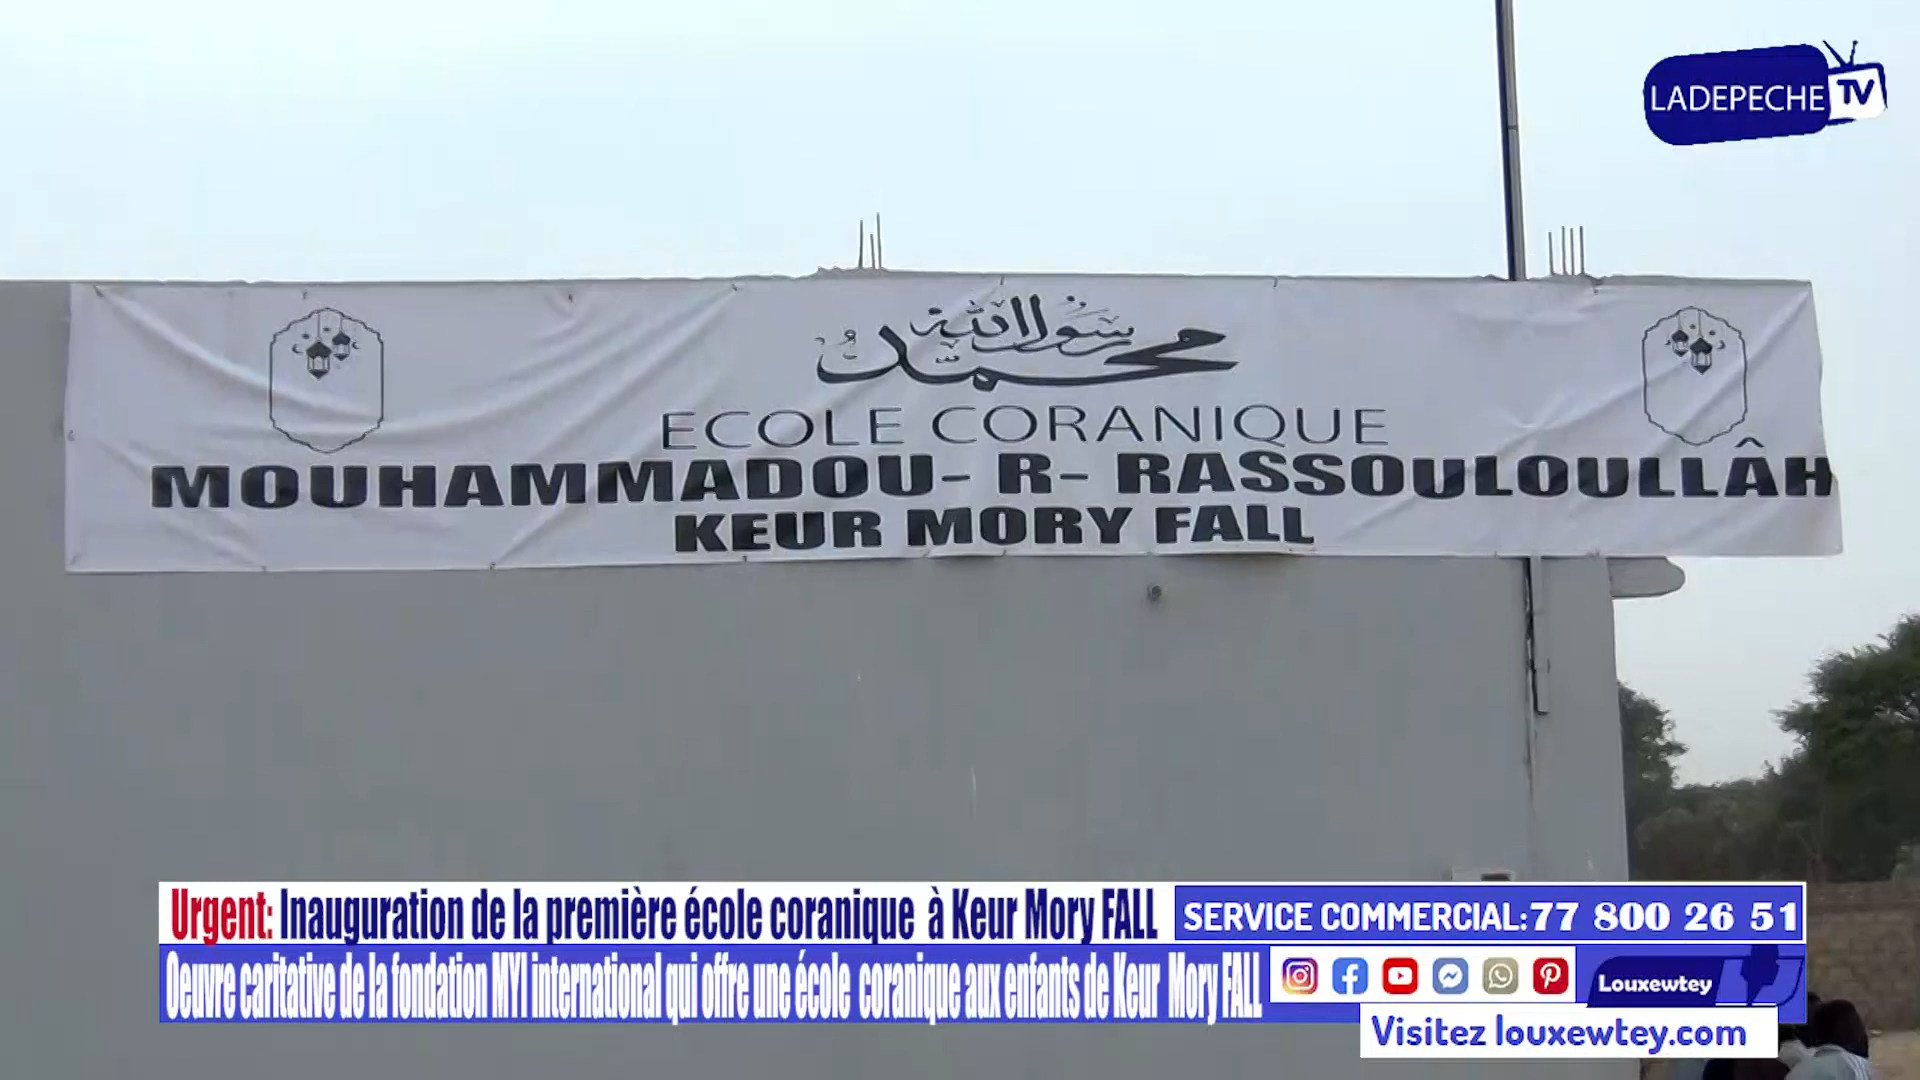 LADEPECHE TV
محمد رسول الله
ECOLE CORANIQUE
MOUHAMMADOU- R- RASSOULOULLÂH
KEUR MORY FALL
Urgent: Inauguration de la première école coranique à Keur Mory FALL
SERVICE COMMERCIAL:77 800 26 51
Oeuvre caritative de la fondation MYI international qui offre une école coranique aux enfants de Keur Mory FALL
Louxewtey
Visitez louxewtey.com